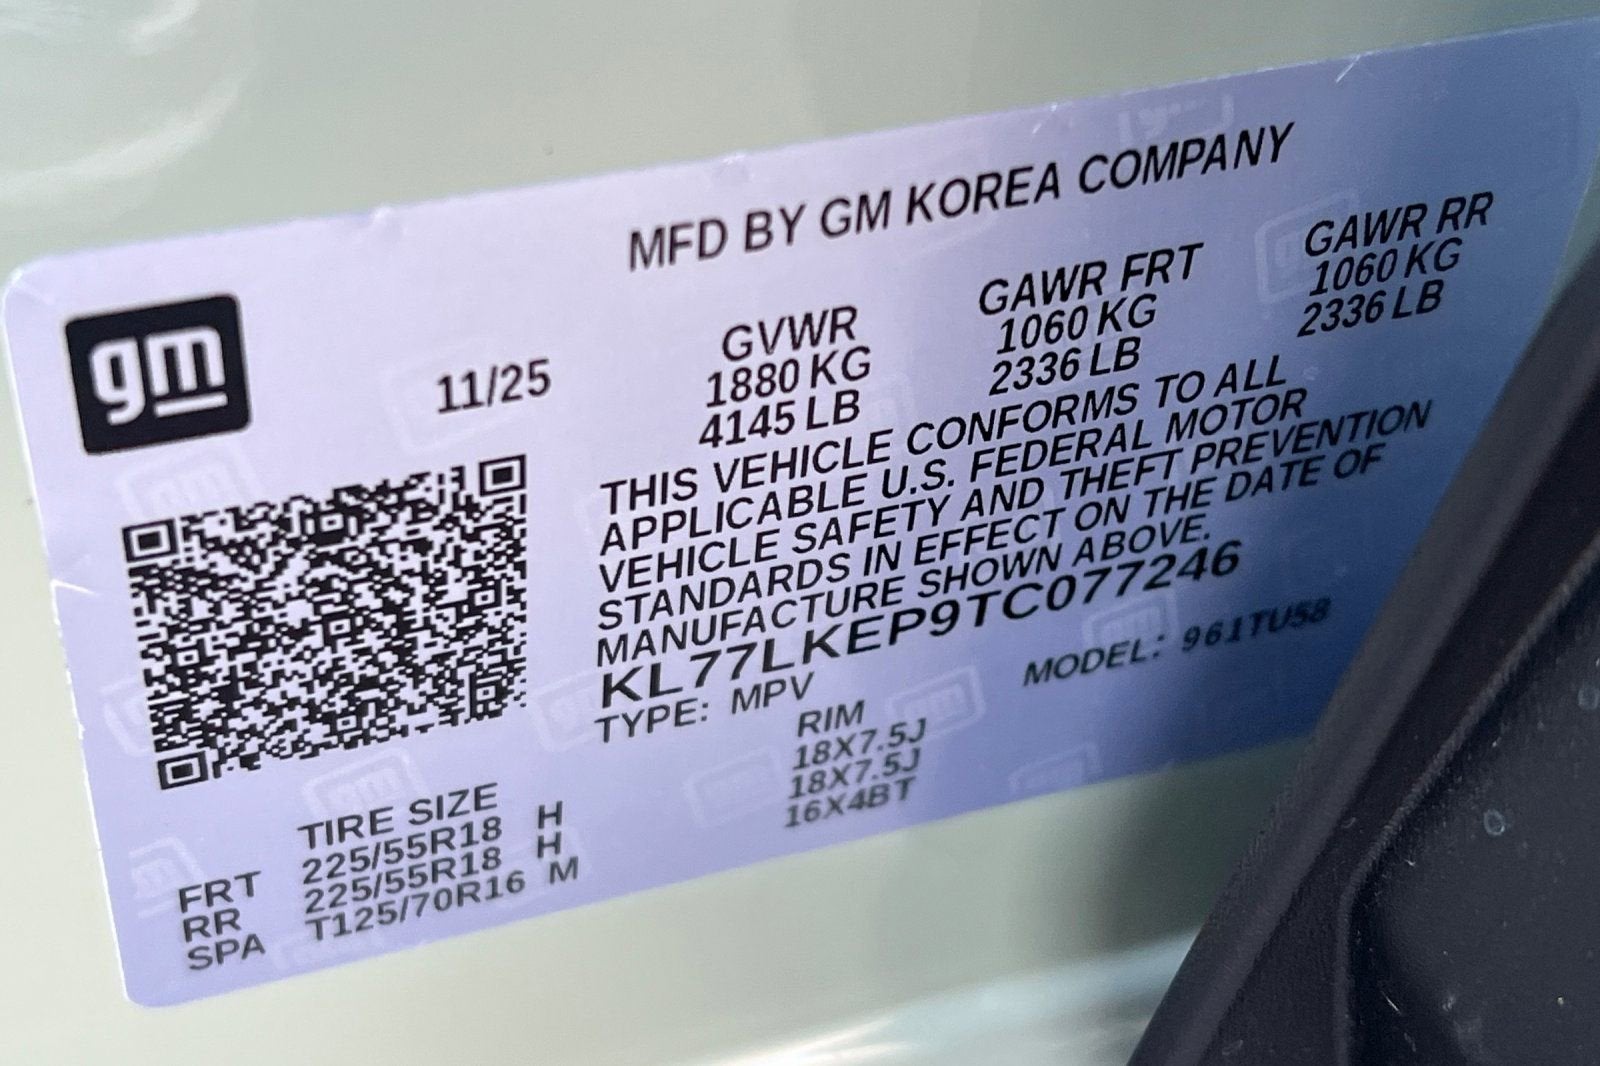 MFD BY GM KOREA COMPANY
gm
11/25
GVWR
1880 KG
4145 LB
GAWR FRT
1060 KG
2336 LB
GAWR RR
1060 KG
2336 LB
THIS VEHICLE CONFORMS TO ALL
APPLICABLE U.S. FEDERAL MOTOR
VEHICLE SAFETY AND THEFT PREVENTION
STANDARDS IN EFFECT ON THE DATE OF
MANUFACTURE SHOWN ABOVE.
KL77LKEP9TC077246
TYPE: MPV MODEL: 961TU58
TIRE SIZE RIM
FRT 225/55R18 H 18X7.5J
RR 225/55R18 H 18X7.5J
SPA T125/70R16 M 16X4BT